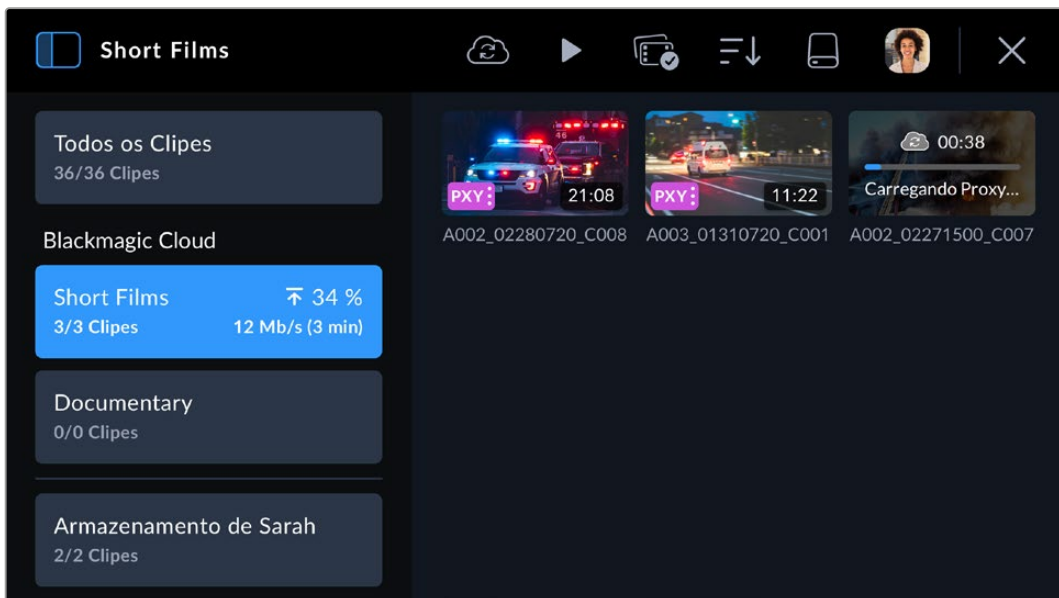 Short Films
Todos os Clipes
36/36 Clipes
Blackmagic Cloud
Short Films 34 %
3/3 Clipes 12 Mb/s (3 min)
Documentary
0/0 Clipes
Armazenamento de Sarah
2/2 Clipes
46
PXY 21:08
A002_02280720_C008
PXY 11:22
A003_01310720_C001
00:38
Carregando Proxy...
A002_02271500_C007